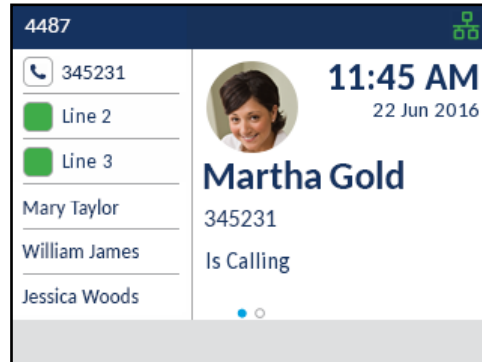 4487
345231
Line 2
Line 3
Mary Taylor
William James
Jessica Woods
11:45 AM
22 Jun 2016
Martha Gold
345231
Is Calling